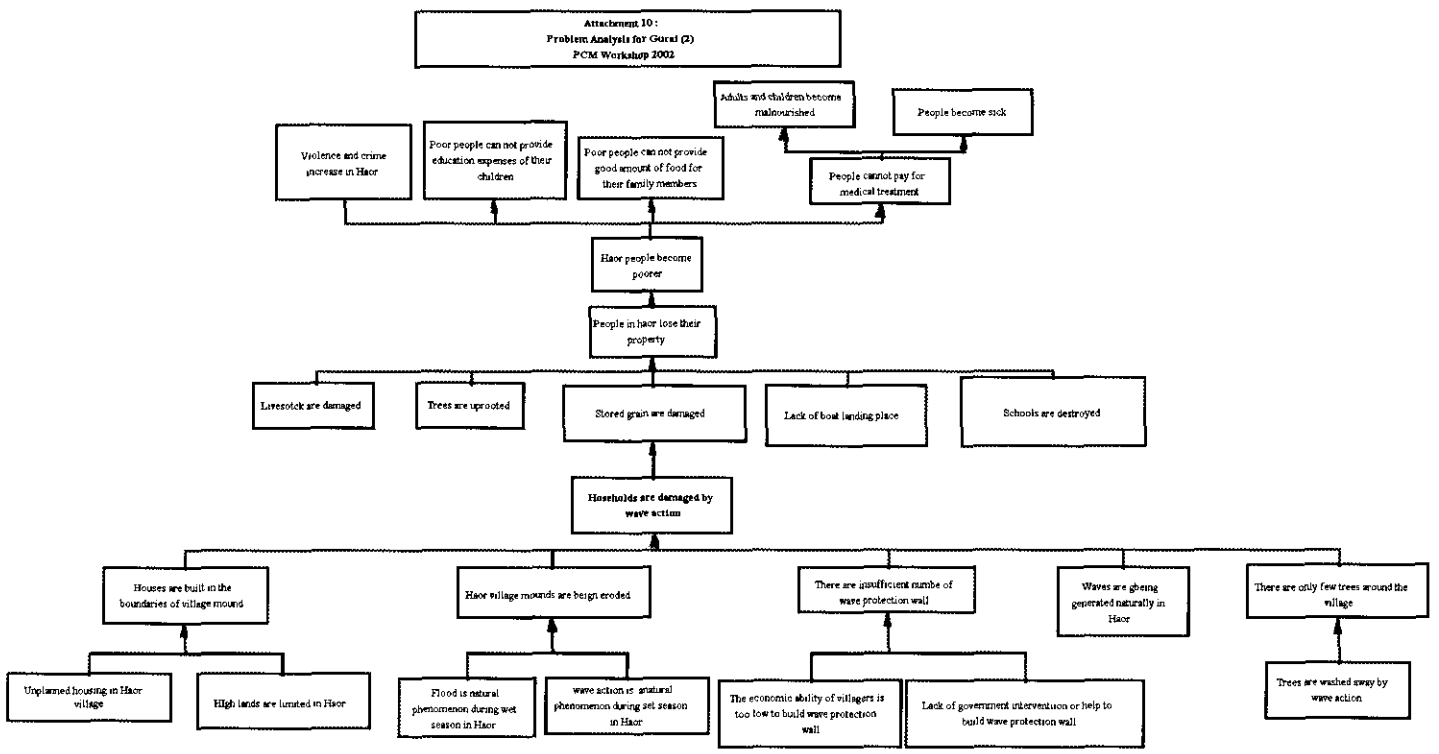 Attachment 10 :
Problem Analysis for Gural (2)
PCM Workshop 2002
Adults and children become
malnourished
People become sick
Violence and crime
increase in Haor
Poor people can not provide
education expenses of their
children
Poor people can not provide
good amount of food for
their family members
People cannot pay for
medical treatment
Haor people become
poorer
People in haor lose their
property
Livesotck are damaged
Trees are uprooted
Stored grain are damaged
Lack of boat landing place
Schools are destroyed
Hoseholds are damaged by
wave action
Houses are built in the
boundaries of village mound
Haor village mounds are beign eroded
There are insufficient numbe of
wave protection wall
Waves are gbeing
generated naturally in
Haor
There are only few trees around the
village
Unplanned housing in Haor
village
HIgh lands are limited in Haor
Flood is natural
phenomenon during wet
season in Haor
wave action is anatural
phenomenon during set season
in Haor
The economic ability of villagers is
too low to build wave protection
wall
Lack of government intervention or help to
build wave protection wall
Trees are washed away by
wave action